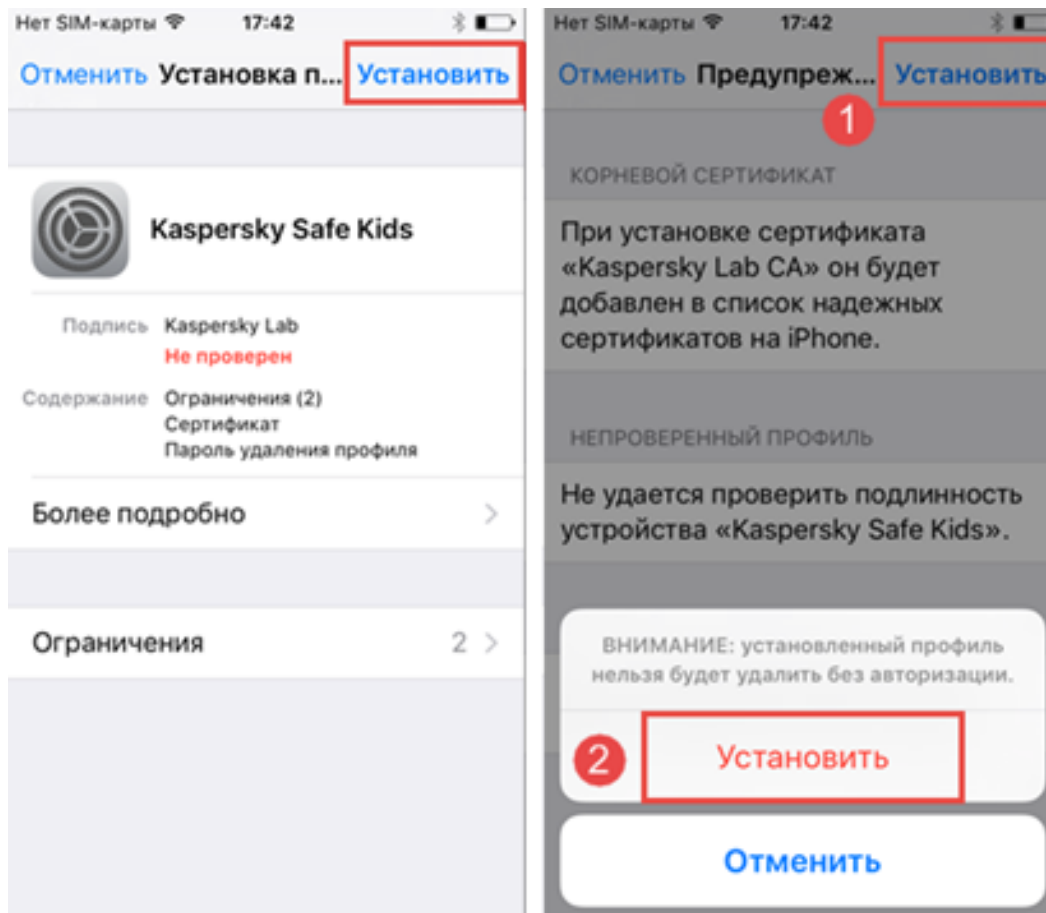 Нет SIM-карты 17:42
Отменить Установка п... Установить
Kaspersky Safe Kids
Подпись Kaspersky Lab
Не проверен
Содержание Ограничения (2)
Сертификат
Пароль удаления профиля
Более подробно
Ограничения 2
Нет SIM-карты 17:42
Отменить Предупреж... Установить
1
КОРНЕВОЙ СЕРТИФИКАТ
При установке сертификата
«Kaspersky Lab CA» он будет
добавлен в список надежных
сертификатов на iPhone.
НЕПРОВЕРЕННЫЙ ПРОФИЛЬ
Не удается проверить подлинность
устройства «Kaspersky Safe Kids».
ВНИМАНИЕ: установленный профиль
нельзя будет удалить без авторизации.
2 Установить
Отменить